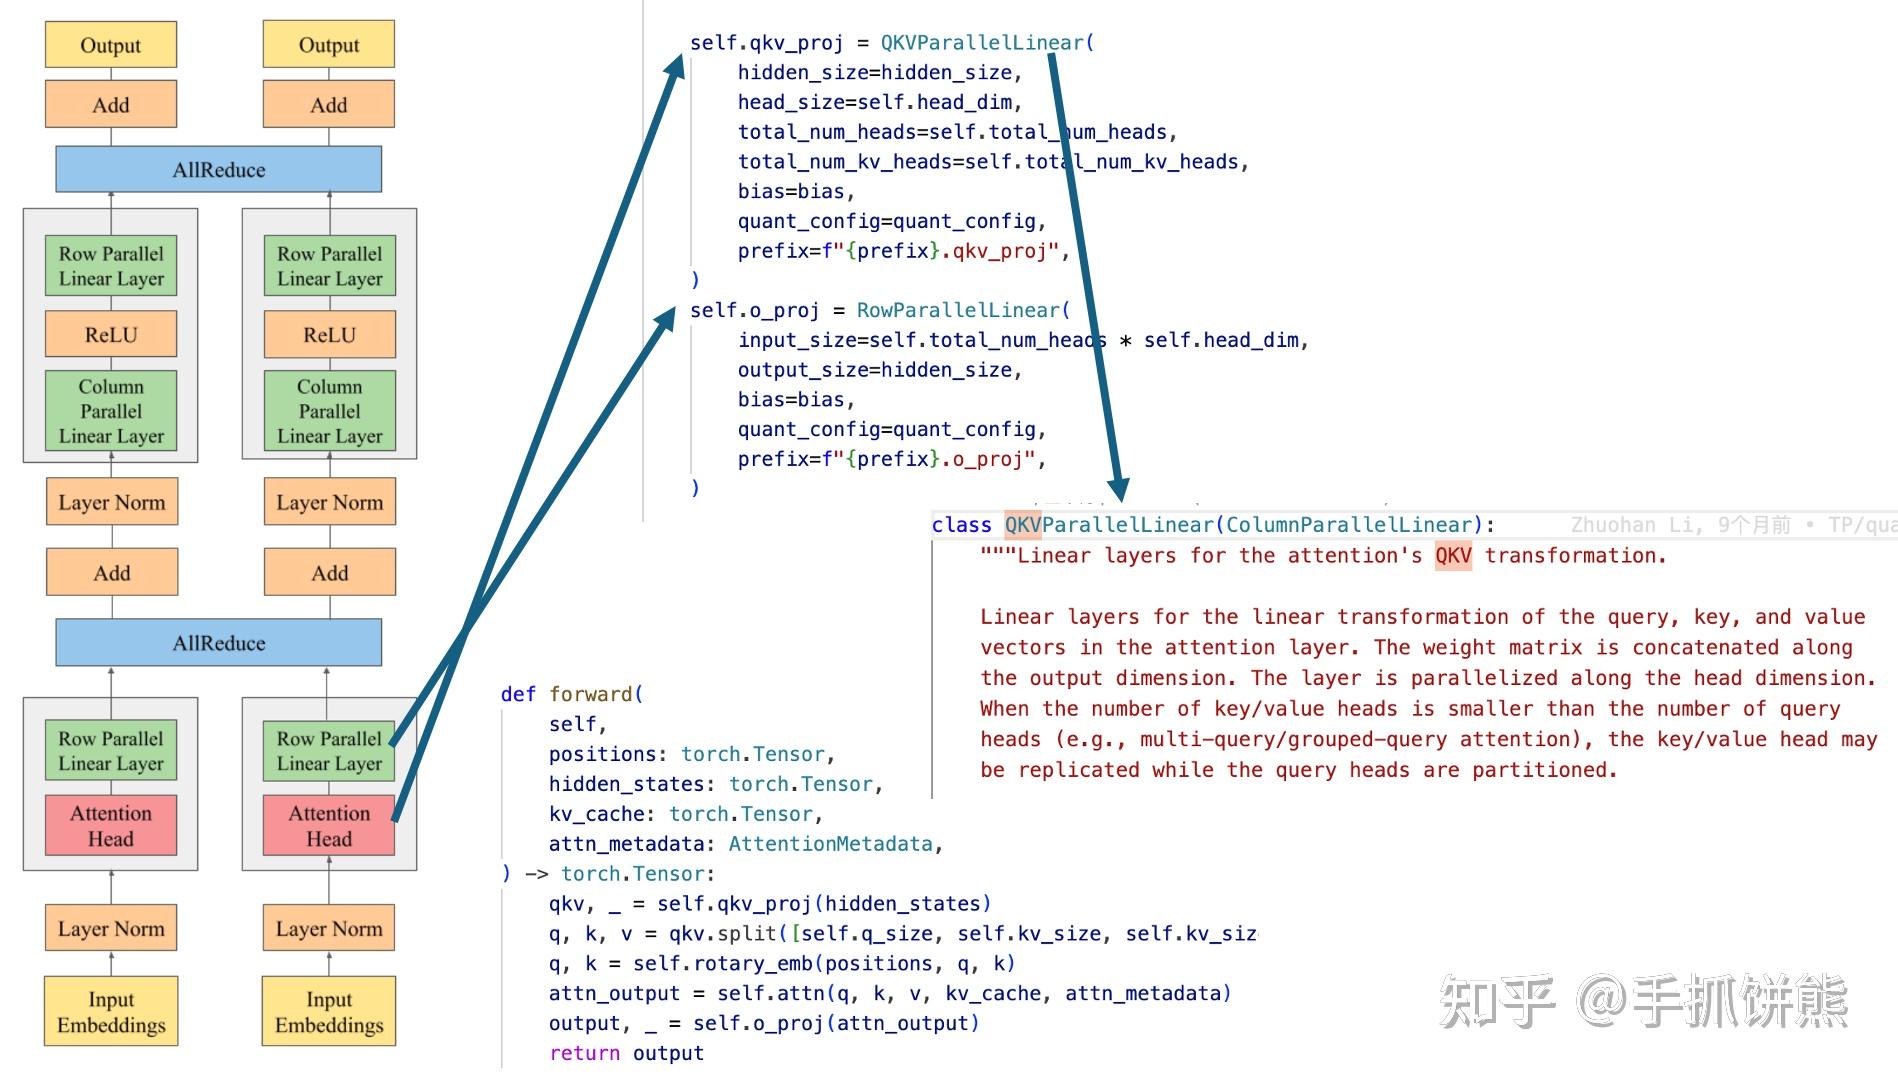 Output
Add
Output
Add
AllReduce
Row Parallel
Linear Layer
ReLU
Column
Parallel
Linear Layer
Row Parallel
Linear Layer
ReLU
Column
Parallel
Linear Layer
Layer Norm
Add
Layer Norm
Add
AllReduce
Row Parallel
Linear Layer
Attention
Head
Row Parallel
Linear Layer
Attention
Head
Layer Norm
Input
Embeddings
Layer Norm
Input
Embeddings
self.qkv_proj = QKVParallelLinear(
hidden_size=hidden_size,
head_size=self.head_dim,
total_num_heads=self.total_num_heads,
total_num_kv_heads=self.total_num_kv_heads,
bias=bias,
quant_config=quant_config,
prefix=f"{prefix}.qkv_proj",
)
self.o_proj = RowParallelLinear(
input_size=self.total_num_heads * self.head_dim,
output_size=hidden_size,
bias=bias,
quant_config=quant_config,
prefix=f"{prefix}.o_proj",
)
class QKVParallelLinear(ColumnParallelLinear): Zhuohan Li, 9个月前 • TP/qua
"""Linear layers for the attention's QKV transformation.
Linear layers for the linear transformation of the query, key, and value
vectors in the attention layer. The weight matrix is concatenated along
the output dimension. The layer is parallelized along the head dimension.
When the number of key/value heads is smaller than the number of query
heads (e.g., multi-query/grouped-query attention), the key/value head may
be replicated while the query heads are partitioned.
def forward(
self,
positions: torch.Tensor,
hidden_states: torch.Tensor,
kv_cache: torch.Tensor,
attn_metadata: AttentionMetadata,
) -> torch.Tensor:
qkv, _ = self.qkv_proj(hidden_states)
q, k, v = qkv.split([self.q_size, self.kv_size, self.kv_siz
q, k = self.rotary_emb(positions, q, k)
attn_output = self.attn(q, k, v, kv_cache, attn_metadata)
output, _ = self.o_proj(attn_output)
return output
知乎 @手抓饼熊